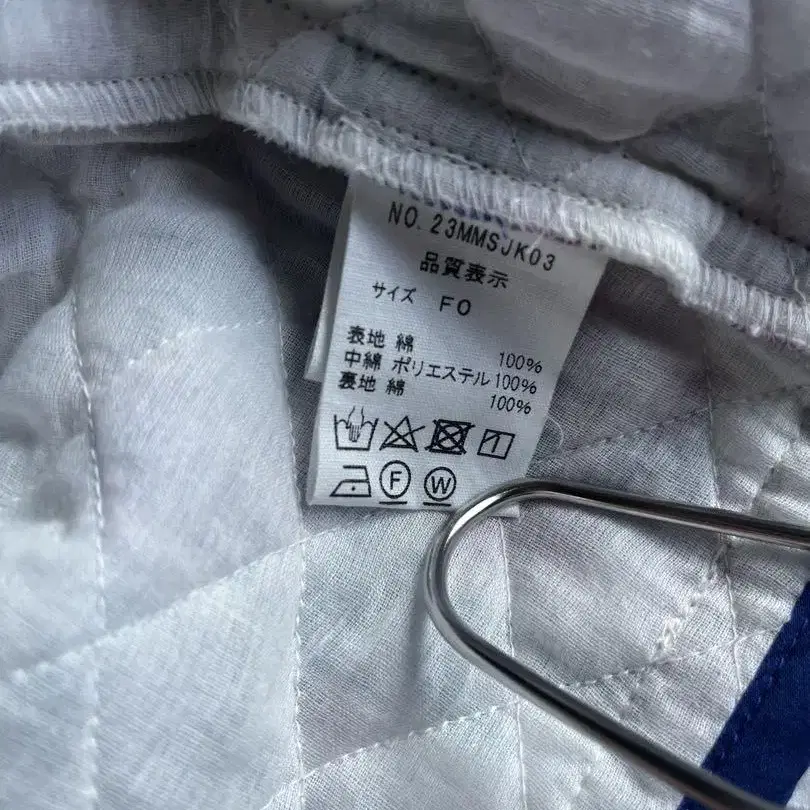 NO. 23MMSJK03
品質表示
サイズ FO
表地 綿 100%
中綿 ポリエステル 100%
裏地 綿 100%
F W